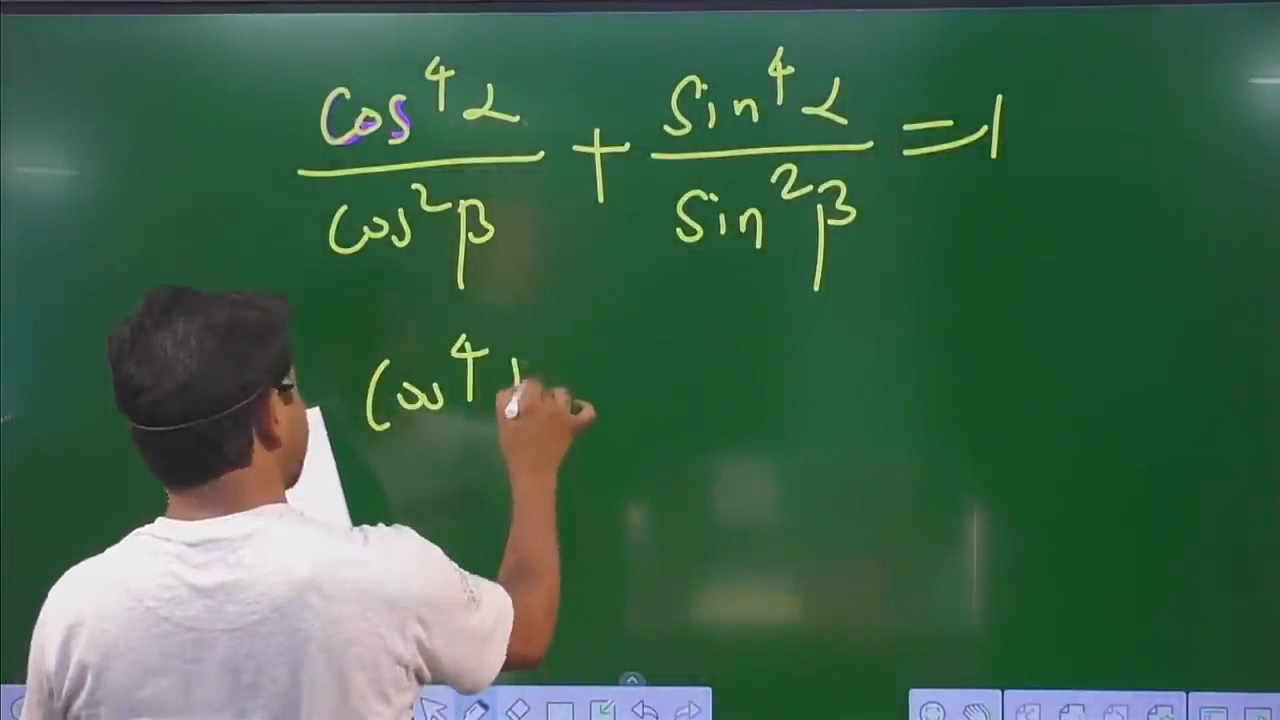 Cos⁴α / Cos²β + Sin⁴α / Sin²β = 1
Cos⁴